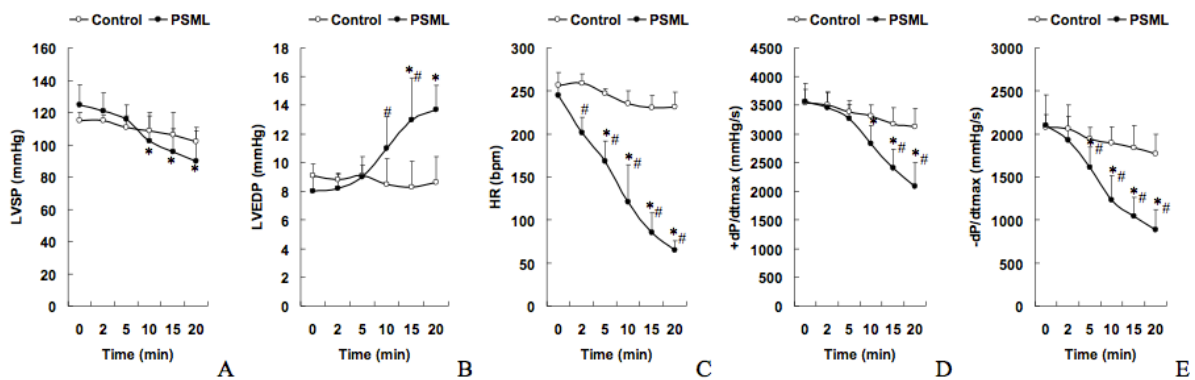 Control PSML
LVSP (mmHg)
160
140
120
100
80
60
40
20
0
* * *
0 2 5 10 15 20
Time (min)
A
Control PSML
LVEDP (mmHg)
18
16
14
12
10
8
6
4
2
0
# *# *
0 2 5 10 15 20
Time (min)
B
Control PSML
HR (bpm)
300
250
200
150
100
50
0
# *# *# *# *#
0 2 5 10 15 20
Time (min)
C
Control PSML
+dP/dtmax (mmHg/s)
4500
4000
3500
3000
2500
2000
1500
1000
500
0
* *# *#
0 2 5 10 15 20
Time (min)
D
Control PSML
-dP/dtmax (mmHg/s)
3000
2500
2000
1500
1000
500
0
*# *# *# *#
0 2 5 10 15 20
Time (min)
E